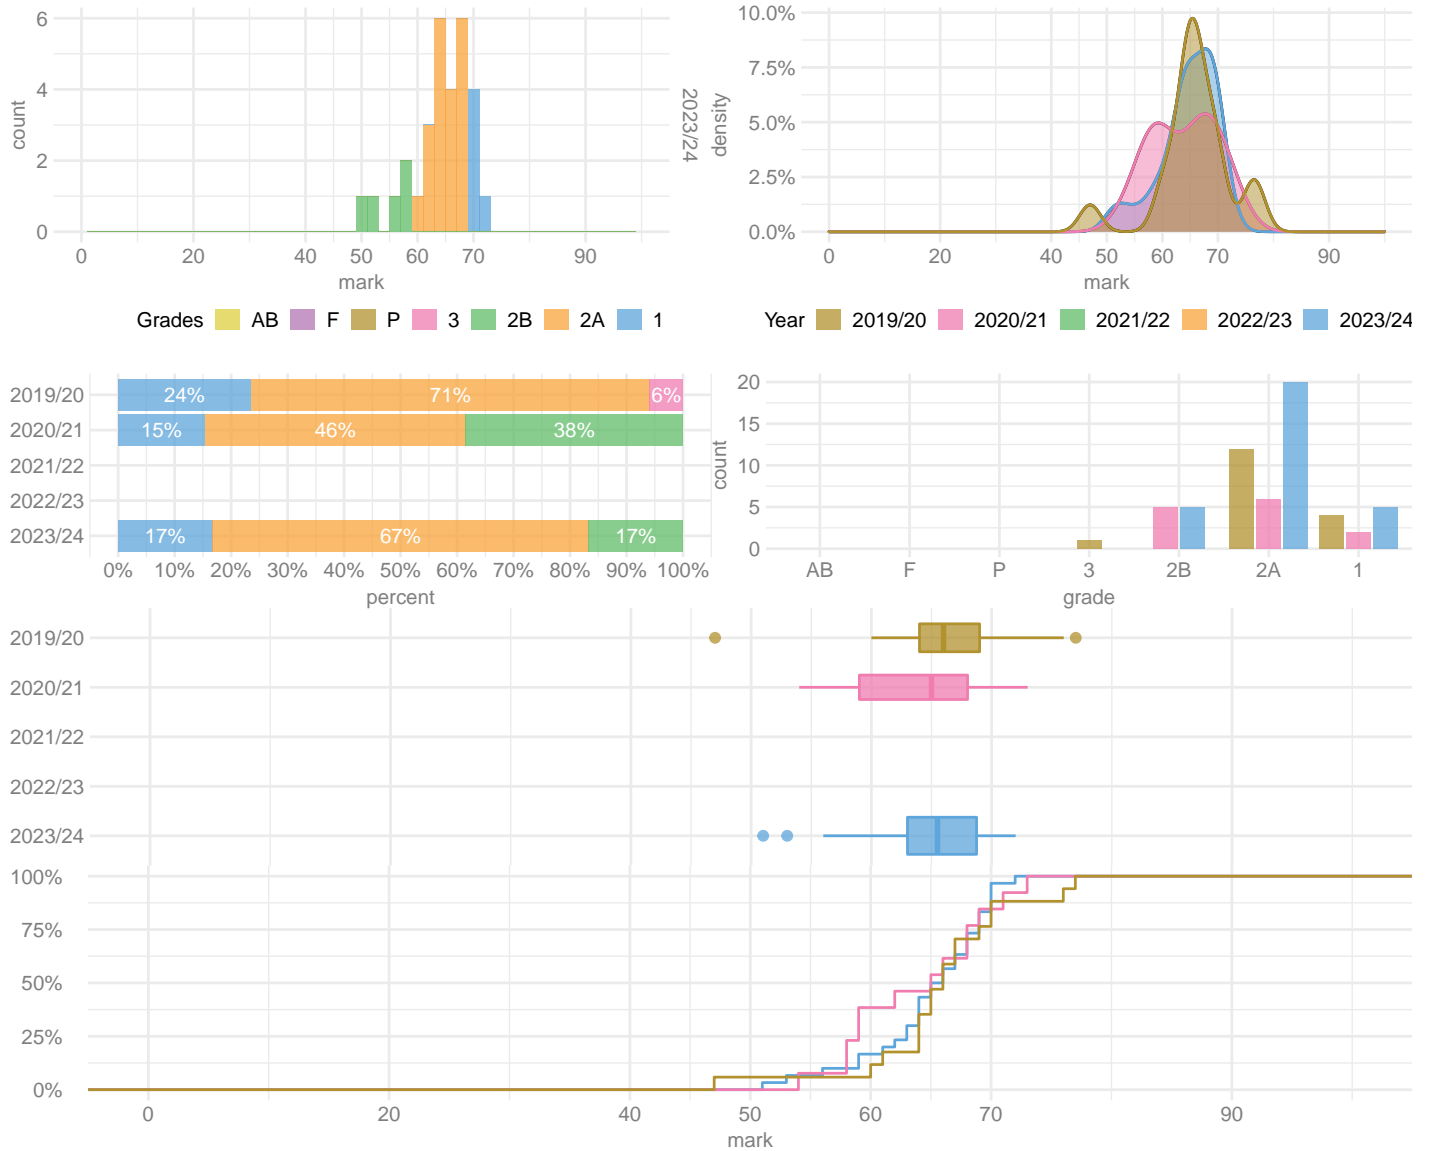 6
4
2
0
count
0 20 40 50 60 70 90
mark
2023/24
10.0%
7.5%
5.0%
2.5%
0.0%
density
0 20 40 50 60 70 90
mark
Grades AB F P 3 2B 2A 1
Year 2019/20 2020/21 2021/22 2022/23 2023/24
2019/20 24% 71% 6%
2020/21 15% 46% 38%
2021/22
2022/23
2023/24 17% 67% 17%
0% 10% 20% 30% 40% 50% 60% 70% 80% 90% 100%
percent
20
15
10
5
0
count
AB F P 3 2B 2A 1
grade
2019/20
2020/21
2021/22
2022/23
2023/24
100%
75%
50%
25%
0%
0 20 40 50 60 70 90
mark